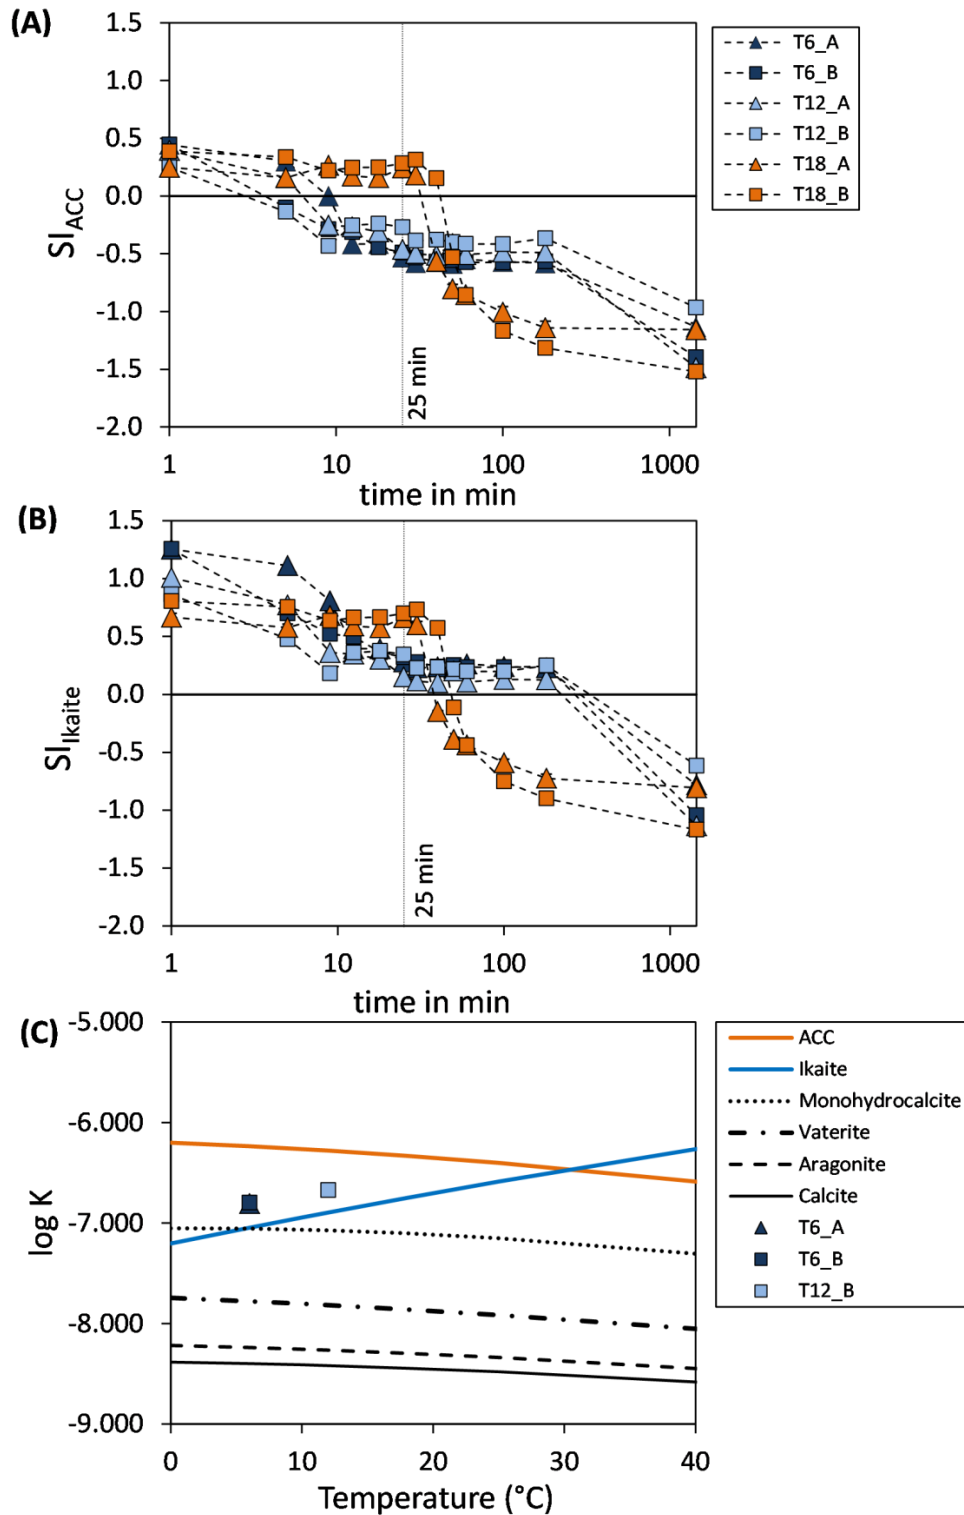 (A)
1.5
1.0
0.5
0.0
-0.5
-1.0
-1.5
-2.0
SI_ACC
25 min
1 10 100 1000
time in min
T6_A
T6_B
T12_A
T12_B
T18_A
T18_B
(B)
1.5
1.0
0.5
0.0
-0.5
-1.0
-1.5
-2.0
SI_Ikaite
25 min
1 10 100 1000
time in min
(C)
-5.000
-6.000
-7.000
-8.000
-9.000
log K
0 10 20 30 40
Temperature (°C)
ACC
Ikaite
Monohydrocalcite
Vaterite
Aragonite
Calcite
T6_A
T6_B
T12_B